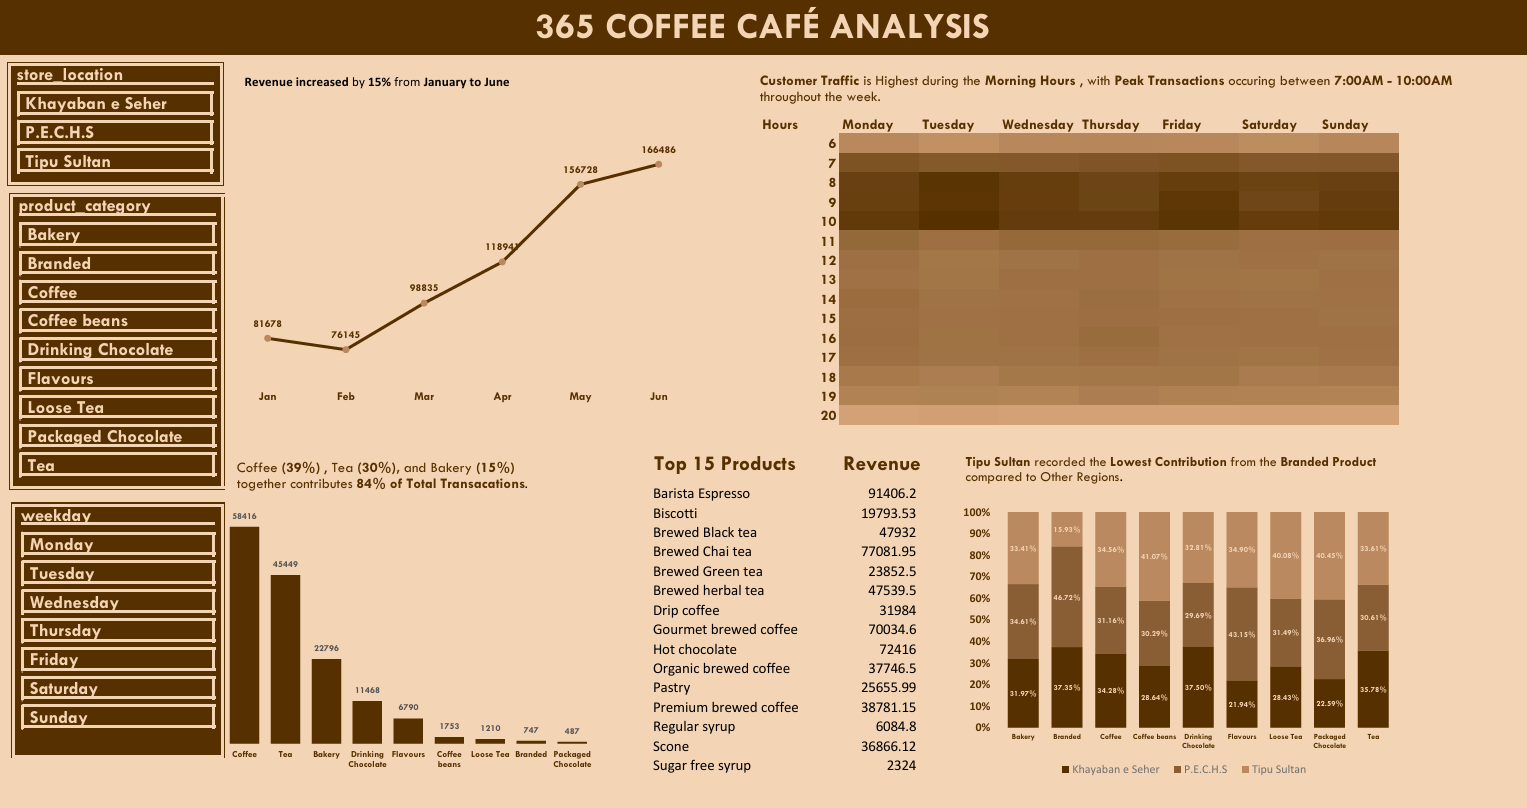 365 COFFEE CAFÉ ANALYSIS
store_location
Khayaban e Seher
P.E.C.H.S
Tipu Sultan
product_category
Bakery
Branded
Coffee
Coffee beans
Drinking Chocolate
Flavours
Loose Tea
Packaged Chocolate
Tea
weekday
Monday
Tuesday
Wednesday
Thursday
Friday
Saturday
Sunday
Revenue increased by 15% from January to June
166486
156728
118941
98835
81678
76145
Jan Feb Mar Apr May Jun
Customer Traffic is Highest during the Morning Hours , with Peak Transactions occuring between 7:00AM - 10:00AM
throughout the week.
Hours Monday Tuesday Wednesday Thursday Friday Saturday Sunday
6
7
8
9
10
11
12
13
14
15
16
17
18
19
20
Coffee (39%) , Tea (30%), and Bakery (15%)
together contributes 84% of Total Transacations.
58416
45449
22796
11468
6790
1753 1210 747 487
Coffee Tea Bakery Drinking Flavours Coffee Loose Tea Branded Packaged
Chocolate beans Chocolate
Top 15 Products Revenue
Barista Espresso 91406.2
Biscotti 19793.53
Brewed Black tea 47932
Brewed Chai tea 77081.95
Brewed Green tea 23852.5
Brewed herbal tea 47539.5
Drip coffee 31984
Gourmet brewed coffee 70034.6
Hot chocolate 72416
Organic brewed coffee 37746.5
Pastry 25655.99
Premium brewed coffee 38781.15
Regular syrup 6084.8
Scone 36866.12
Sugar free syrup 2324
Tipu Sultan recorded the Lowest Contribution from the Branded Product
compared to Other Regions.
100%
90%
80%
70%
60%
50%
40%
30%
20%
10%
0%
33.41% 15.93% 34.56% 41.07% 32.81% 34.90% 40.08% 40.45% 33.61%
34.61% 46.72% 31.16% 30.29% 29.69% 43.15% 31.49% 36.96% 30.61%
31.97% 37.35% 34.28% 28.64% 37.50% 21.94% 28.43% 22.59% 35.78%
Bakery Branded Coffee Coffee beans Drinking Flavours Loose Tea Packaged Tea
Chocolate Chocolate
Khayaban e Seher P.E.C.H.S Tipu Sultan